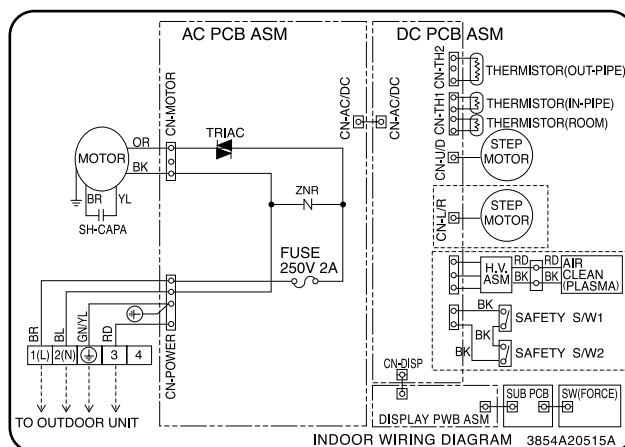 AC PCB ASM
DC PCB ASM
CN-MOTOR
CN-AC/DC
CN-AC/DC
CN-TH2
THERMISTOR(OUT-PIPE)
CN-TH1
THERMISTOR(IN-PIPE)
THERMISTOR(ROOM)
OR
TRIAC
MOTOR
BK
BR
YL
SH-CAPA
CN-U/D
STEP
MOTOR
CN-L/R
STEP
MOTOR
ZNR
FUSE
250V 2A
H.V.
ASM
RD
RD
BK
BK
AIR
CLEAN
(PLASMA)
BK
SAFETY S/W1
BK
SAFETY S/W2
BR
BL
GN/YL
RD
1(L)
2(N)
3
4
CN-POWER
TO OUTDOOR UNIT
CN-DISP
DISPLAY PWB ASM
SUB PCB
SW(FORCE)
INDOOR WIRING DIAGRAM
3854A20515A